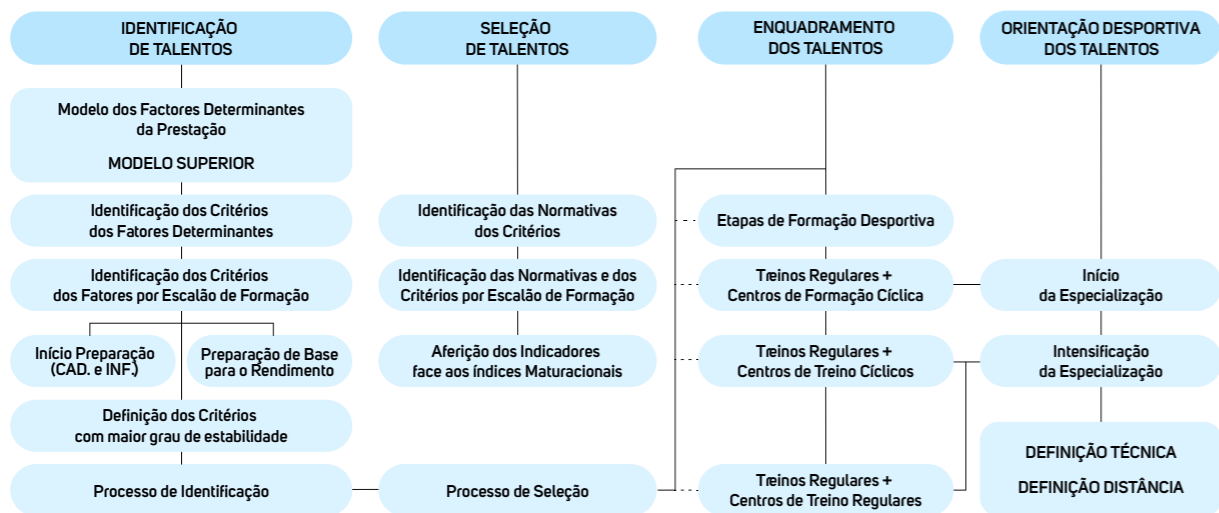 IDENTIFICAÇÃO
DE TALENTOS
Modelo dos Factores Determinantes
da Prestação
MODELO SUPERIOR
Identificação dos Critérios
dos Fatores Determinantes
Identificação dos Critérios
dos Fatores por Escalão de Formação
Início Preparação
(CAD. e INF.)
Preparação de Base
para o Rendimento
Definição dos Critérios
com maior grau de estabilidade
Processo de Identificação
SELEÇÃO
DE TALENTOS
Identificação das Normativas
dos Critérios
Identificação das Normativas e dos
Critérios por Escalão de Formação
Aferição dos Indicadores
face aos índices Maturacionais
Processo de Seleção
ENQUADRAMENTO
DOS TALENTOS
Etapas de Formação Desportiva
Treinos Regulares +
Centros de Formação Cíclica
Treinos Regulares +
Centros de Treino Cíclicos
Treinos Regulares +
Centros de Treino Regulares
ORIENTAÇÃO DESPORTIVA
DOS TALENTOS
Início
da Especialização
Intensificação
da Especialização
DEFINIÇÃO TÉCNICA
DEFINIÇÃO DISTÂNCIA